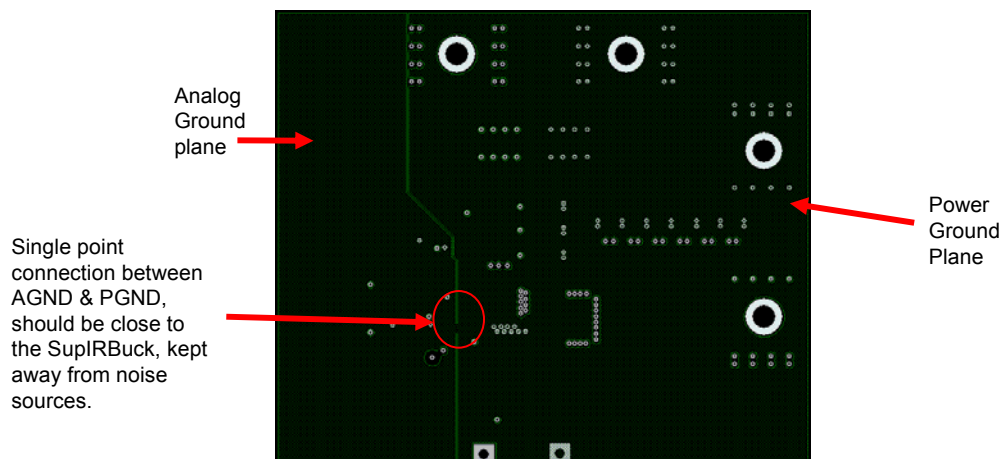 Analog
Ground
plane
Single point
connection between
AGND & PGND,
should be close to
the SupIRBuck, kept
away from noise
sources.
Power
Ground
Plane